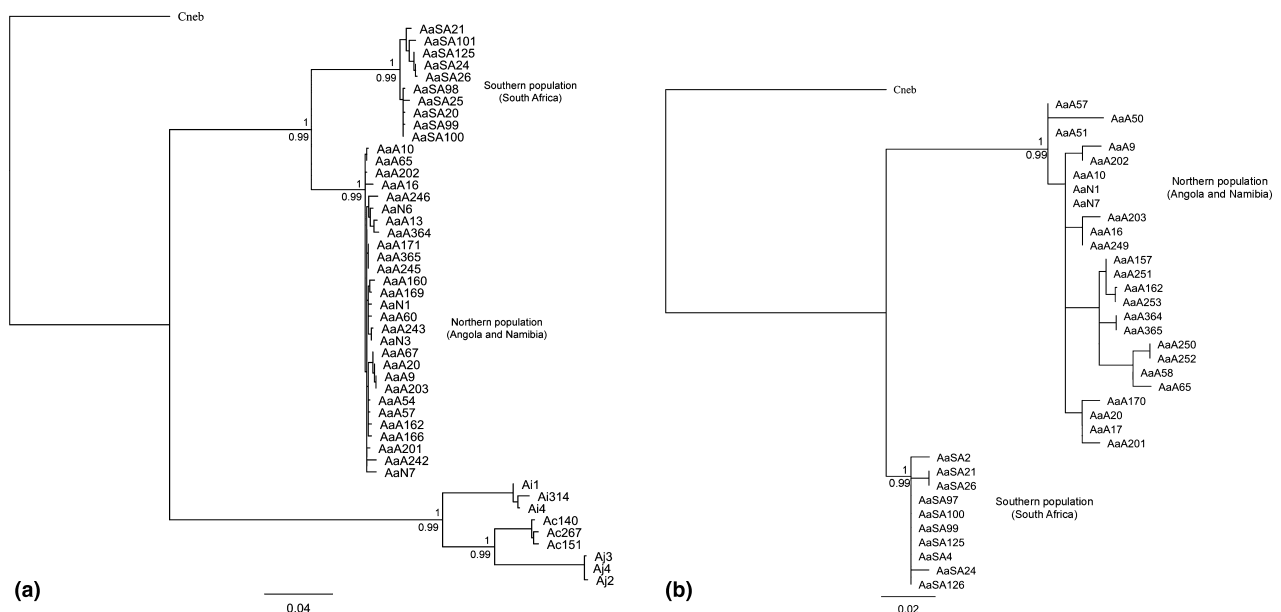 Cneb
AaSA21
AaSA101
AaSA125
AaSA24
AaSA26
AaSA98
AaSA25
AaSA20
AaSA99
AaSA100
1
0.99
Southern population
(South Africa)
1
0.99
AaA10
AaA65
AaA202
AaA16
AaA246
AaN6
AaA13
AaA364
AaA171
AaA365
AaA245
AaA160
AaA169
AaN1
AaA60
AaA243
AaN3
AaA67
AaA20
AaA9
AaA203
AaA54
AaA57
AaA162
AaA166
AaA201
AaA242
AaN7
1
0.99
Northern population
(Angola and Namibia)
Ai1
Ai314
Ai4
Ac140
Ac267
Ac151
Aj3
Aj4
Aj2
1
0.99
1
0.99
(a)
0.04
Cneb
AaA57
AaA50
AaA51
AaA9
AaA202
AaA10
AaN1
AaN7
AaA203
AaA16
AaA249
AaA157
AaA251
AaA162
AaA253
AaA364
AaA365
AaA250
AaA252
AaA58
AaA65
AaA170
AaA20
AaA17
AaA201
1
0.99
Northern population
(Angola and Namibia)
AaSA2
AaSA21
AaSA26
AaSA97
AaSA100
AaSA99
AaSA125
AaSA4
AaSA24
AaSA126
1
0.99
Southern population
(South Africa)
(b)
0.02